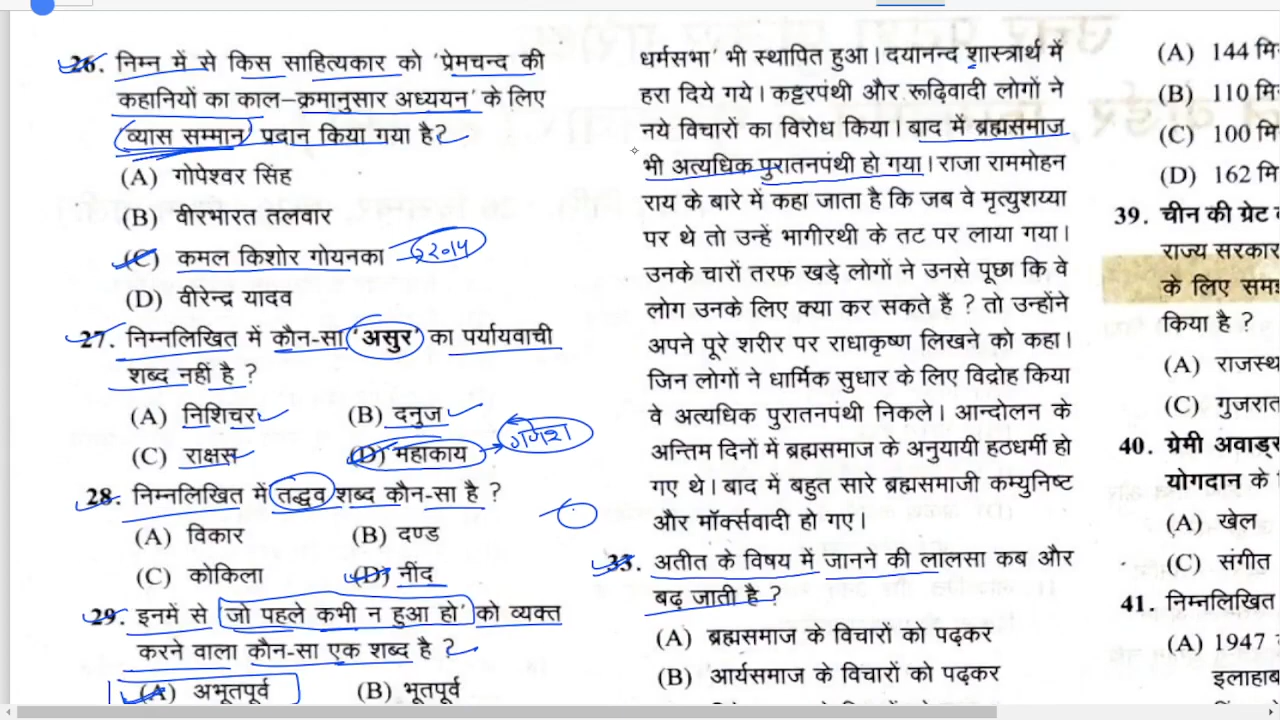 26. निम्न में से किस साहित्यकार को 'प्रेमचन्द की
कहानियों का काल–क्रमानुसार अध्ययन' के लिए
व्यास सम्मान प्रदान किया गया है?
(A) गोपेश्वर सिंह
(B) वीरभारत तलवार
(C) कमल किशोर गोयनका २०१५
(D) वीरेन्द्र यादव
27. निम्नलिखित में कौन-सा 'असुर' का पर्यायवाची
शब्द नहीं है ?
(A) निशिचर (B) दनुज
(C) राक्षस (D) महाकाय गणेश
28. निम्नलिखित में तद्भव शब्द कौन-सा है ?
(A) विकार (B) दण्ड
(C) कोकिला (D) नींद
29. इनमें से 'जो पहले कभी न हुआ हो' को व्यक्त
करने वाला कौन-सा एक शब्द है ?
(A) अभूतपूर्व (B) भूतपूर्व
धर्मसभा' भी स्थापित हुआ। दयानन्द शास्त्रार्थ में
हरा दिये गये। कट्टरपंथी और रूढ़िवादी लोगों ने
नये विचारों का विरोध किया। बाद में ब्रह्मसमाज
भी अत्यधिक पुरातनपंथी हो गया। राजा राममोहन
राय के बारे में कहा जाता है कि जब वे मृत्युशय्या
पर थे तो उन्हें भागीरथी के तट पर लाया गया।
उनके चारों तरफ खड़े लोगों ने उनसे पूछा कि वे
लोग उनके लिए क्या कर सकते हैं ? तो उन्होंने
अपने पूरे शरीर पर राधाकृष्ण लिखने को कहा।
जिन लोगों ने धार्मिक सुधार के लिए विद्रोह किया
वे अत्यधिक पुरातनपंथी निकले। आन्दोलन के
अन्तिम दिनों में ब्रह्मसमाज के अनुयायी हठधर्मी हो
गए थे। बाद में बहुत सारे ब्रह्मसमाजी कम्युनिष्ट
और मॉर्क्सवादी हो गए।
33. अतीत के विषय में जानने की लालसा कब और
बढ़ जाती है ?
(A) ब्रह्मसमाज के विचारों को पढ़कर
(B) आर्यसमाज के विचारों को पढ़कर
(A) 144 मि
(B) 110 मि
(C) 100 मि
(D) 162 मि
39. चीन की ग्रेट
राज्य सरकार
के लिए समझ
किया है ?
(A) राजस्थ
(C) गुजरात
40. ग्रेमी अवार्ड्स
योगदान के
(A) खेल
(C) संगीत
41. निम्नलिखित
(A) 1947
इलाहाब